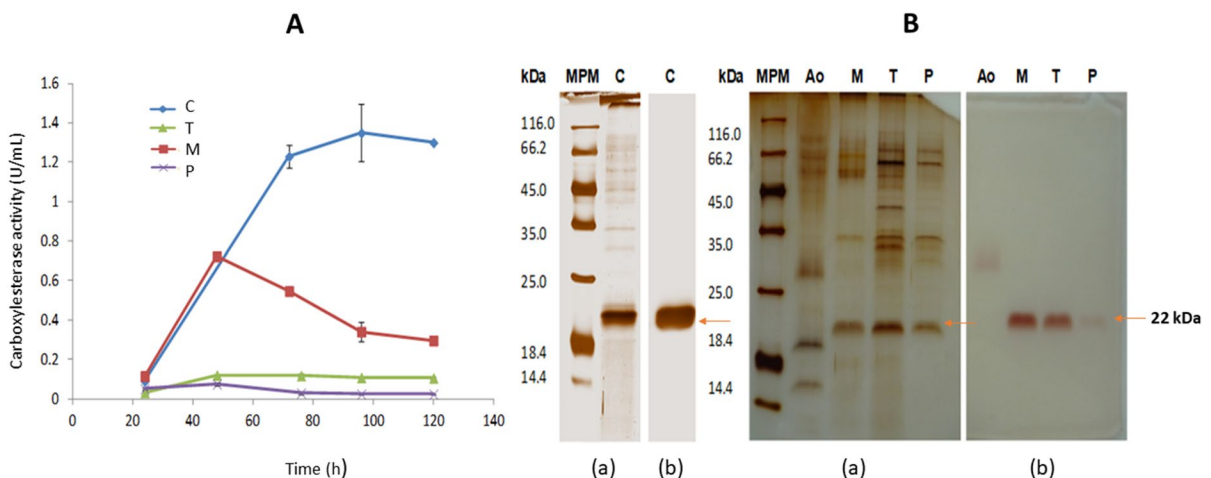 A
Carboxylesterase activity (U/mL)
1.6
1.4
1.2
1
0.8
0.6
0.4
0.2
0
C
T
M
P
0 20 40 60 80 100 120 140
Time (h)
B
kDa MPM C C
116.0
66.2
45.0
35.0
25.0
18.4
14.4
(a) (b)
kDa MPM Ao M T P Ao M T P
116.0
66.2
45.0
35.0
25.0
18.4
14.4
22 kDa
(a) (b)